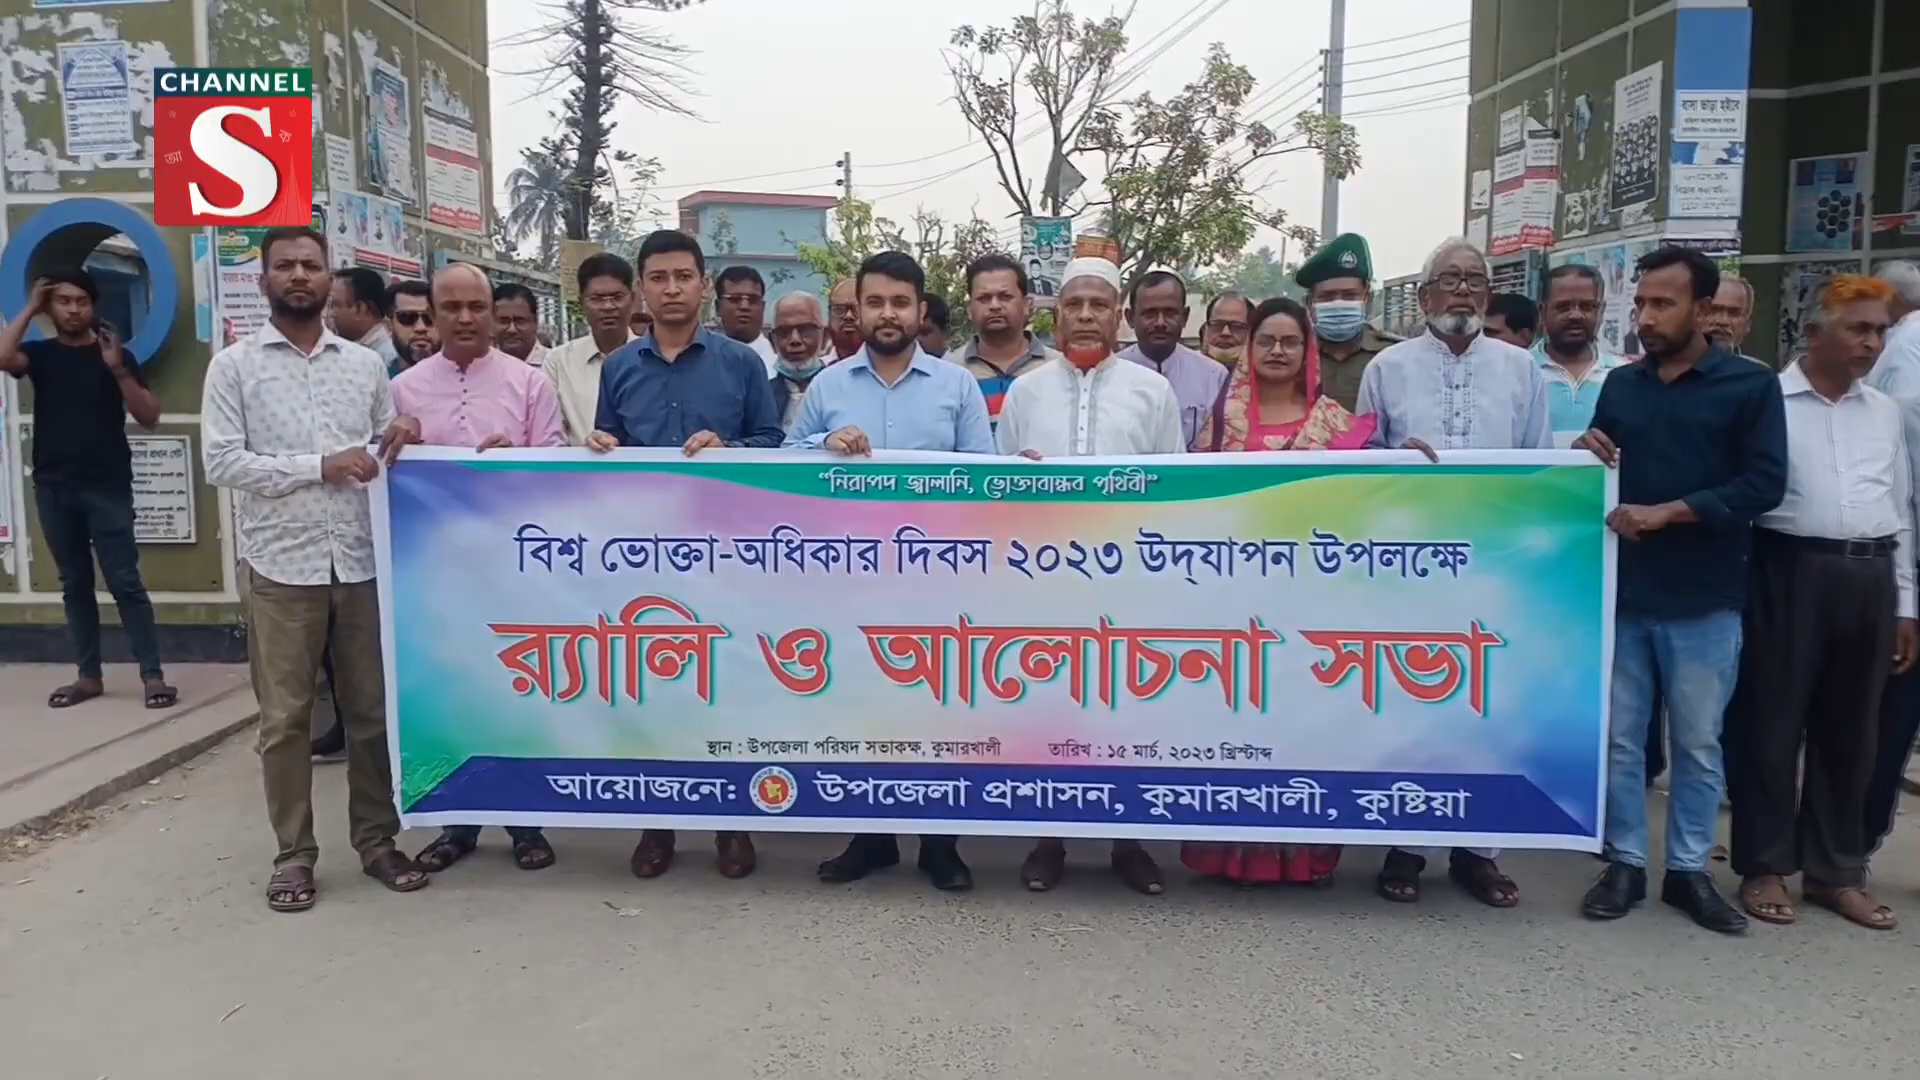 CHANNEL
S
“নিরাপদ জ্বালানি, ভোক্তাবান্ধব পৃথিবী”
বিশ্ব ভোক্তা-অধিকার দিবস ২০২৩ উদ্‌যাপন উপলক্ষে
র‍্যালি ও আলোচনা সভা
স্থান : উপজেলা পরিষদ সভাকক্ষ, কুমারখালী তারিখ : ১৫ মার্চ, ২০২৩ খ্রিস্টাব্দ
আয়োজনে: উপজেলা প্রশাসন, কুমারখালী, কুষ্টিয়া
বাসা ভাড়া হইবে